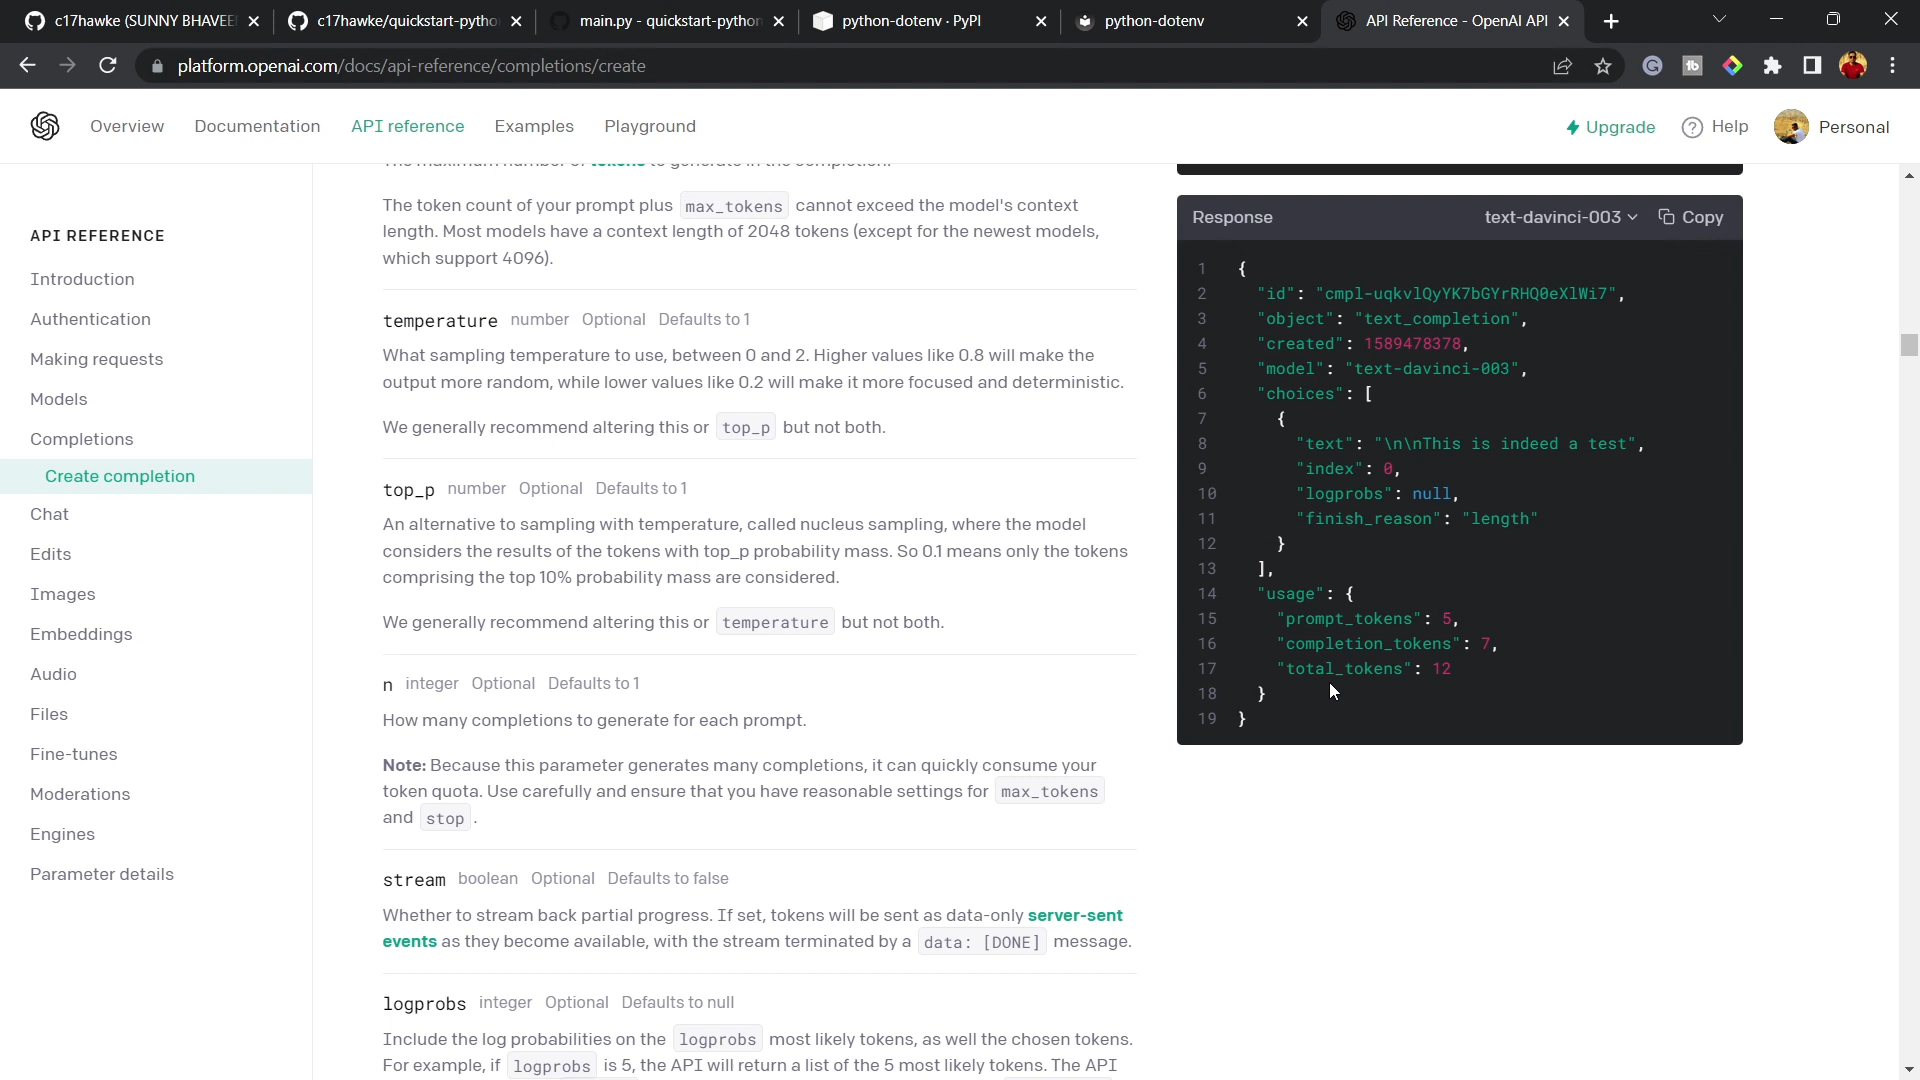 c17hawke (SUNNY BHAVEE
c17hawke/quickstart-pytho
main.py - quickstart-python
python-dotenv · PyPI
python-dotenv
API Reference - OpenAI API
platform.openai.com/docs/api-reference/completions/create
Overview
Documentation
API reference
Examples
Playground
Upgrade
Help
Personal
API REFERENCE
Introduction
Authentication
Making requests
Models
Completions
Create completion
Chat
Edits
Images
Embeddings
Audio
Files
Fine-tunes
Moderations
Engines
Parameter details
The maximum number of tokens to generate in the completion.
The token count of your prompt plus max_tokens cannot exceed the model's context
length. Most models have a context length of 2048 tokens (except for the newest models,
which support 4096).
temperature number Optional Defaults to 1
What sampling temperature to use, between 0 and 2. Higher values like 0.8 will make the
output more random, while lower values like 0.2 will make it more focused and deterministic.
We generally recommend altering this or top_p but not both.
top_p number Optional Defaults to 1
An alternative to sampling with temperature, called nucleus sampling, where the model
considers the results of the tokens with top_p probability mass. So 0.1 means only the tokens
comprising the top 10% probability mass are considered.
We generally recommend altering this or temperature but not both.
n integer Optional Defaults to 1
How many completions to generate for each prompt.
Note: Because this parameter generates many completions, it can quickly consume your
token quota. Use carefully and ensure that you have reasonable settings for max_tokens
and stop.
stream boolean Optional Defaults to false
Whether to stream back partial progress. If set, tokens will be sent as data-only server-sent
events as they become available, with the stream terminated by a data: [DONE] message.
logprobs integer Optional Defaults to null
Include the log probabilities on the logprobs most likely tokens, as well the chosen tokens.
For example, if logprobs is 5, the API will return a list of the 5 most likely tokens. The API
Response
text-davinci-003
Copy
1 {
2 "id": "cmpl-uqkvlQyYK7bGYrRHQ0eXlWi7",
3 "object": "text_completion",
4 "created": 1589478378,
5 "model": "text-davinci-003",
6 "choices": [
7 {
8 "text": "\n\nThis is indeed a test",
9 "index": 0,
10 "logprobs": null,
11 "finish_reason": "length"
12 }
13 ],
14 "usage": {
15 "prompt_tokens": 5,
16 "completion_tokens": 7,
17 "total_tokens": 12
18 }
19 }